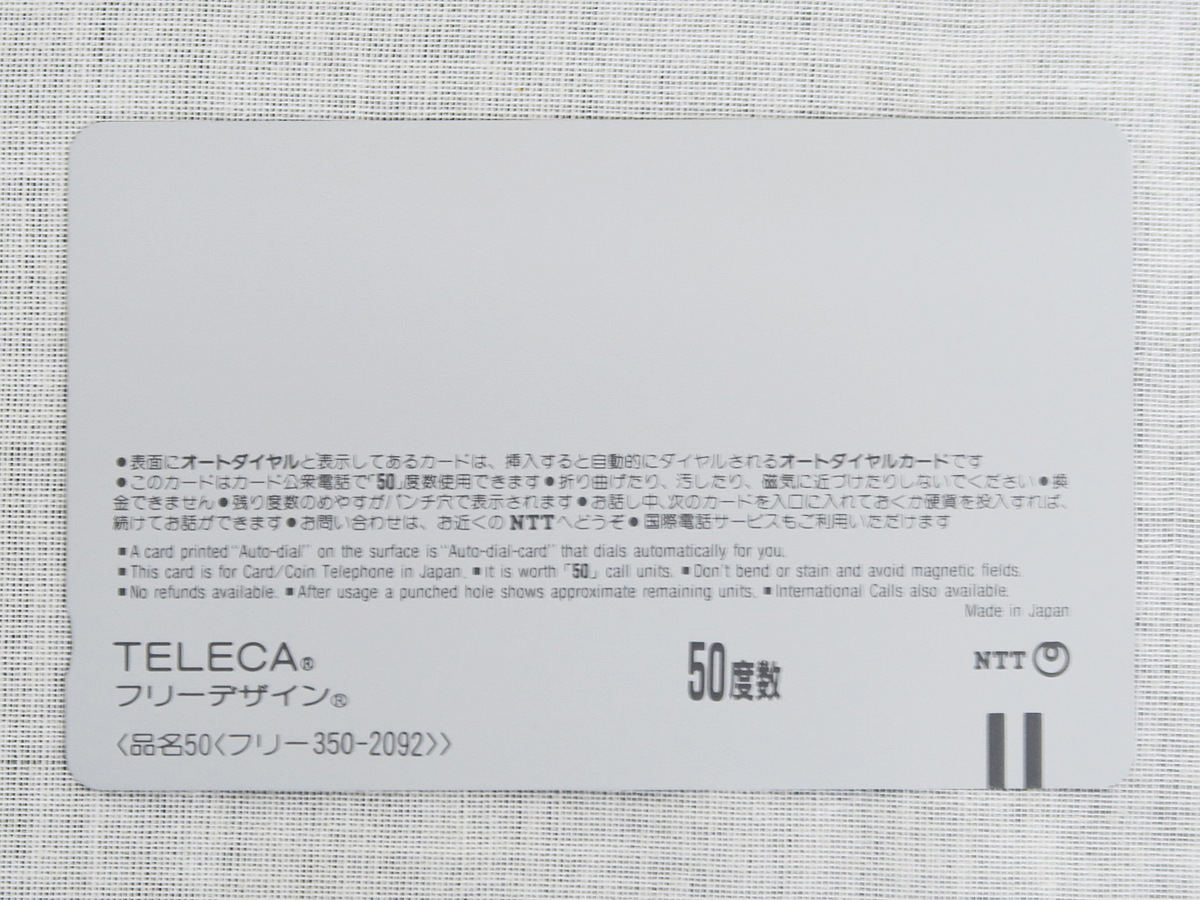 ●表面にオートダイヤルと表示してあるカードは、挿入すると自動的にダイヤルされるオートダイヤルカードです
●このカードはカード公衆電話で「50」度数使用できます●折り曲げたり、汚したり、磁気に近づけたりしないでください●換
金できません●残り度数のめやすがパンチ穴で表示されます●お話し中、次のカードを入口に入れておくか硬貨を投入すれば、
続けてお話ができます●お問い合わせは、お近くの NTTへどうぞ●国際電話サービスもご利用いただけます
■A card printed "Auto-dial" on the surface is "Auto-dial-card" that dials automatically for you.
■This card is for Card/Coin Telephone in Japan. ■it is worth「50」call units. ■Don't bend or stain and avoid magnetic fields.
■No refunds available. ■After usage a punched hole shows approximate remaining units. ■International Calls also available.
Made in Japan
TELECA®
フリーデザイン®
50度数
NTT
〈品名50〈フリー350-2092〉〉